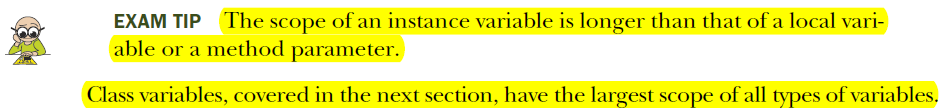 EXAM TIP The scope of an instance variable is longer than that of a local vari-
able or a method parameter.
Class variables, covered in the next section, have the largest scope of all types of variables.